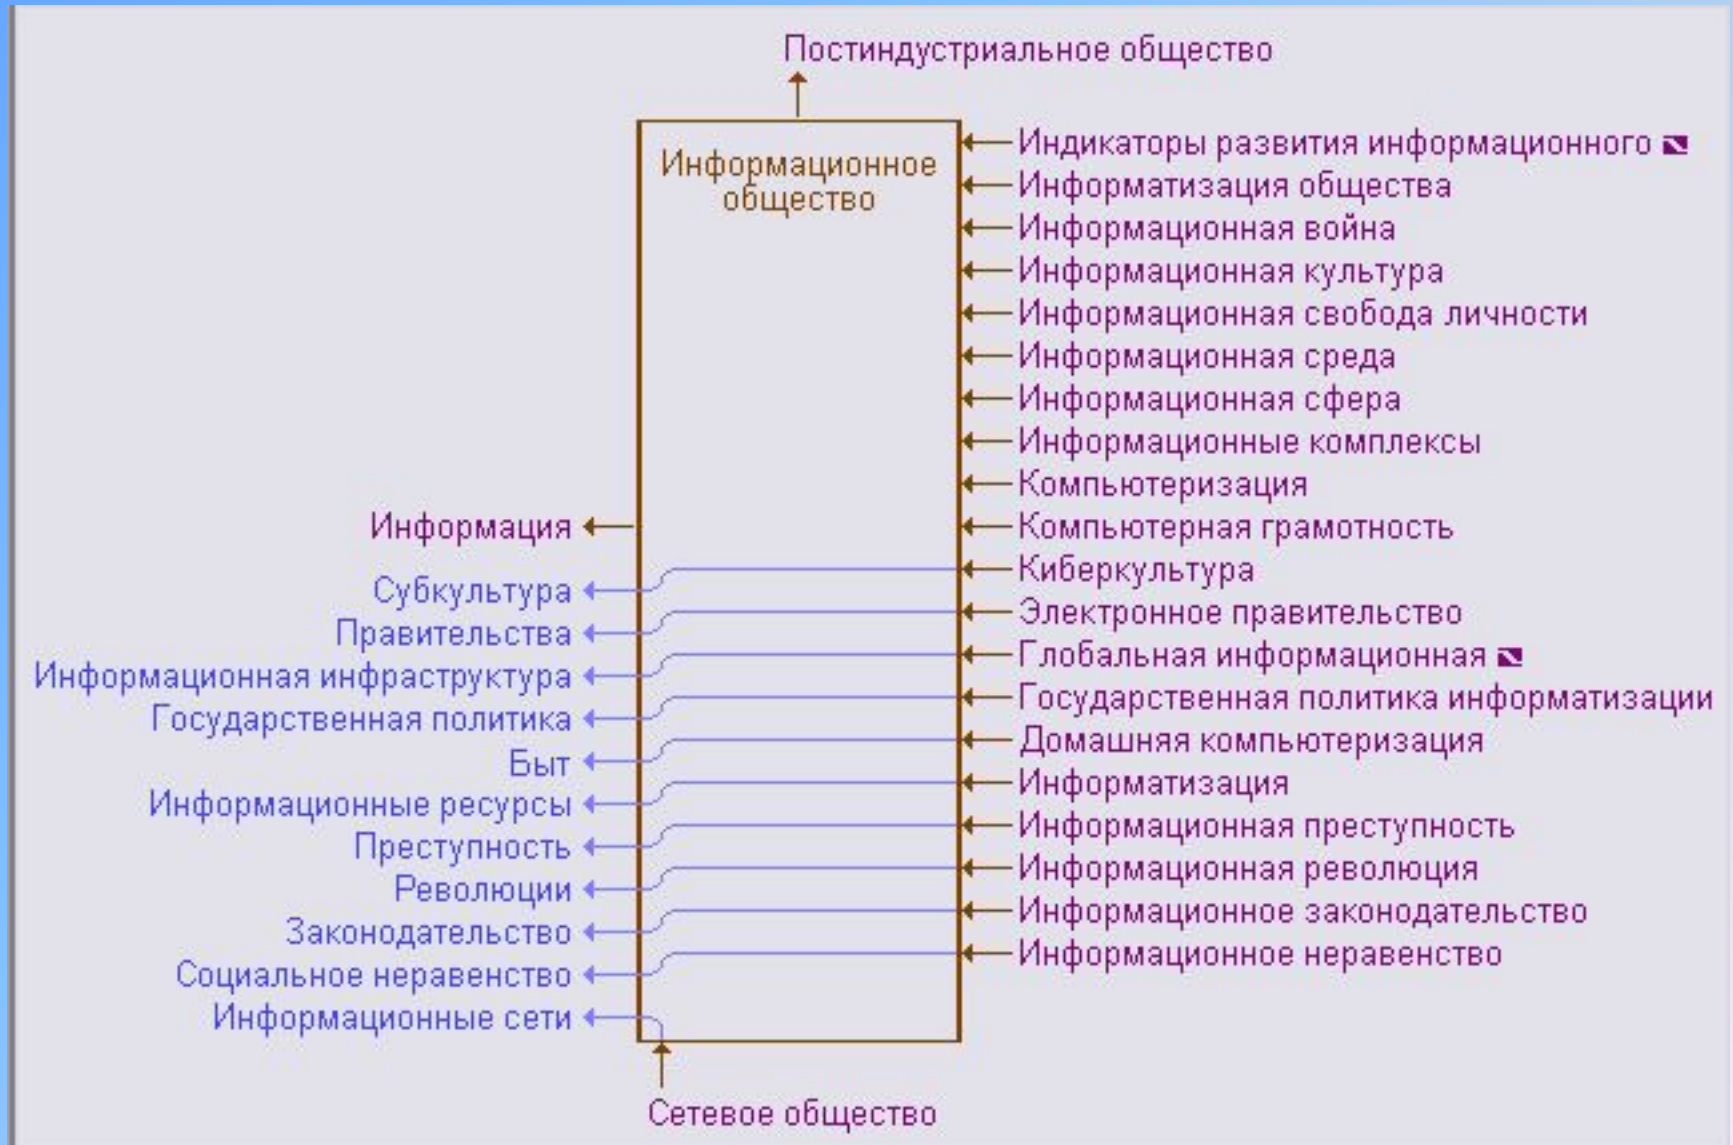 Постиндустриальное общество
Информационное
общество
Индикаторы развития информационного
Информатизация общества
Информационная война
Информационная культура
Информационная свобода личности
Информационная среда
Информационная сфера
Информационные комплексы
Компьютеризация
Компьютерная грамотность
Киберкультура
Электронное правительство
Глобальная информационная
Государственная политика информатизации
Домашняя компьютеризация
Информатизация
Информационная преступность
Информационная революция
Информационное законодательство
Информационное неравенство
Информация
Субкультура
Правительства
Информационная инфраструктура
Государственная политика
Быт
Информационные ресурсы
Преступность
Революции
Законодательство
Социальное неравенство
Информационные сети
Сетевое общество